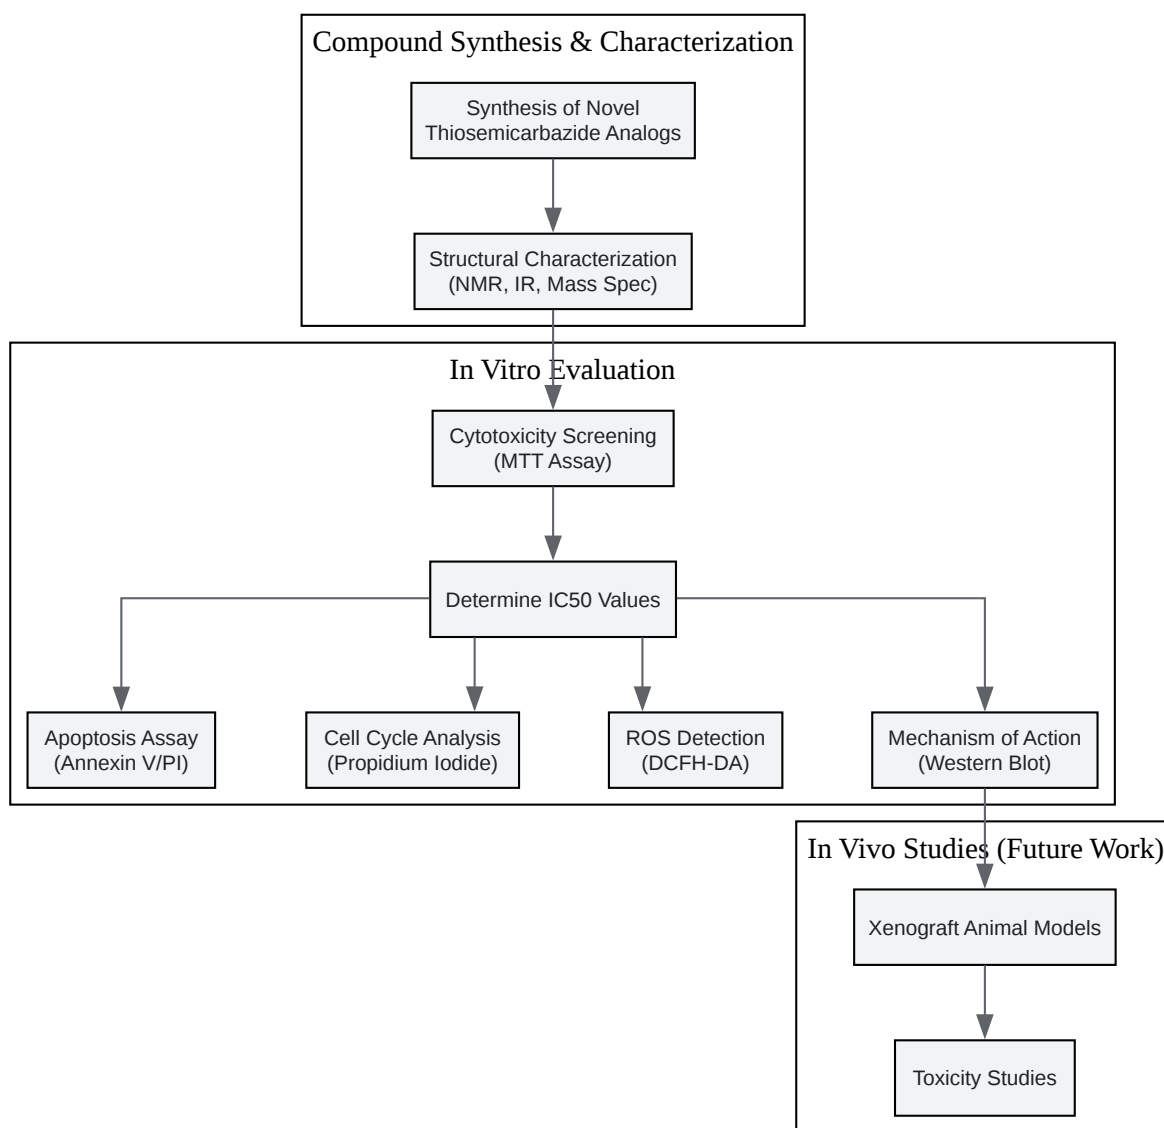 Compound Synthesis & Characterization
Synthesis of Novel
Thiosemicarbazide Analogs
Structural Characterization
(NMR, IR, Mass Spec)
In Vitro Evaluation
Cytotoxicity Screening
(MTT Assay)
Determine IC50 Values
Apoptosis Assay
(Annexin V/PI)
Cell Cycle Analysis
(Propidium Iodide)
ROS Detection
(DCFH-DA)
Mechanism of Action
(Western Blot)
In Vivo Studies (Future Work)
Xenograft Animal Models
Toxicity Studies